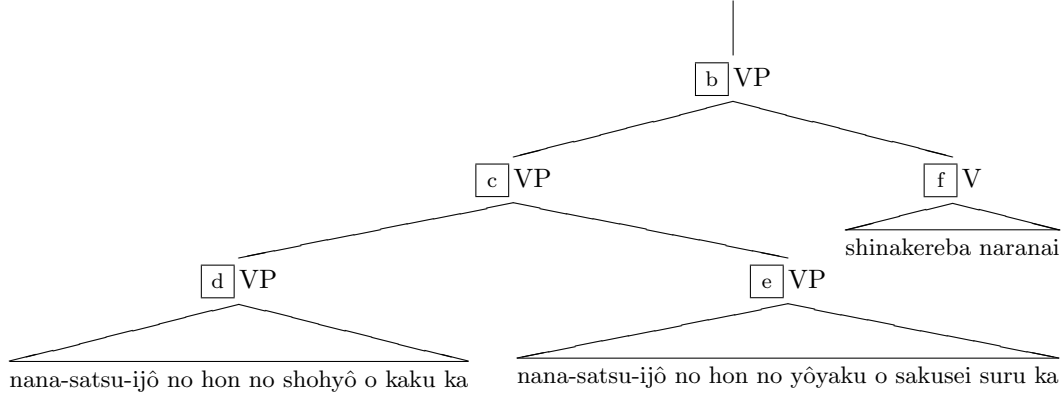 b VP
c VP
f V
shinakereba naranai
d VP
e VP
nana-satsu-ijô no hon no shohyô o kaku ka
nana-satsu-ijô no hon no yôyaku o sakusei suru ka